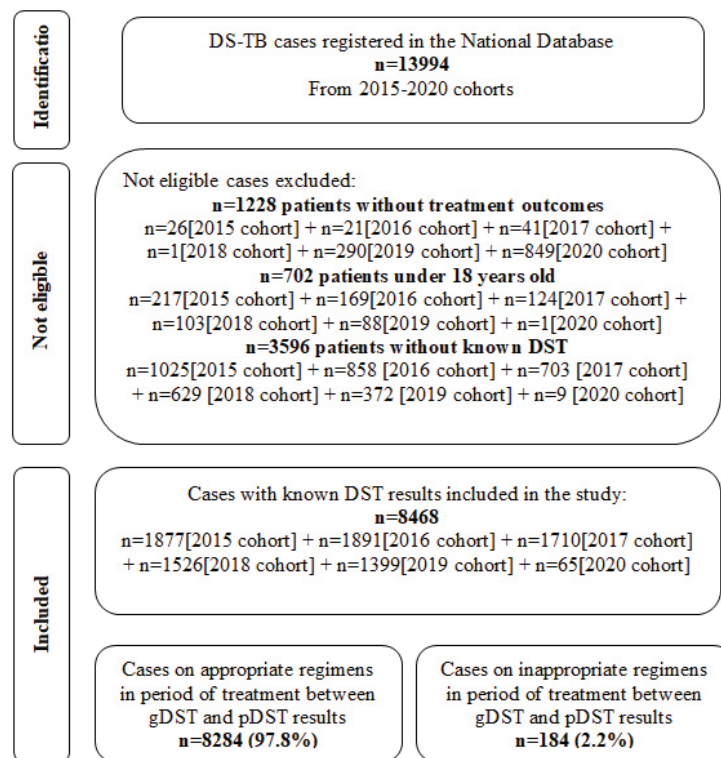 Identificatio
DS-TB cases registered in the National Database
n=13994
From 2015-2020 cohorts
Not eligible
Not eligible cases excluded:
n=1228 patients without treatment outcomes
n=26[2015 cohort] + n=21[2016 cohort] + n=41[2017 cohort] +
n=1[2018 cohort] + n=290[2019 cohort] + n=849[2020 cohort]
n=702 patients under 18 years old
n=217[2015 cohort] + n=169[2016 cohort] + n=124[2017 cohort] +
n=103[2018 cohort] + n=88[2019 cohort] + n=1[2020 cohort]
n=3596 patients without known DST
n=1025[2015 cohort] + n=858 [2016 cohort] + n=703 [2017 cohort]
+ n=629 [2018 cohort] + n=372 [2019 cohort] + n=9 [2020 cohort]
Included
Cases with known DST results included in the study:
n=8468
n=1877[2015 cohort] + n=1891[2016 cohort] + n=1710[2017 cohort]
+ n=1526[2018 cohort] + n=1399[2019 cohort] + n=65[2020 cohort]
Cases on appropriate regimens
in period of treatment between
gDST and pDST results
n=8284 (97.8%)
Cases on inappropriate regimens
in period of treatment between
gDST and pDST results
n=184 (2.2%)